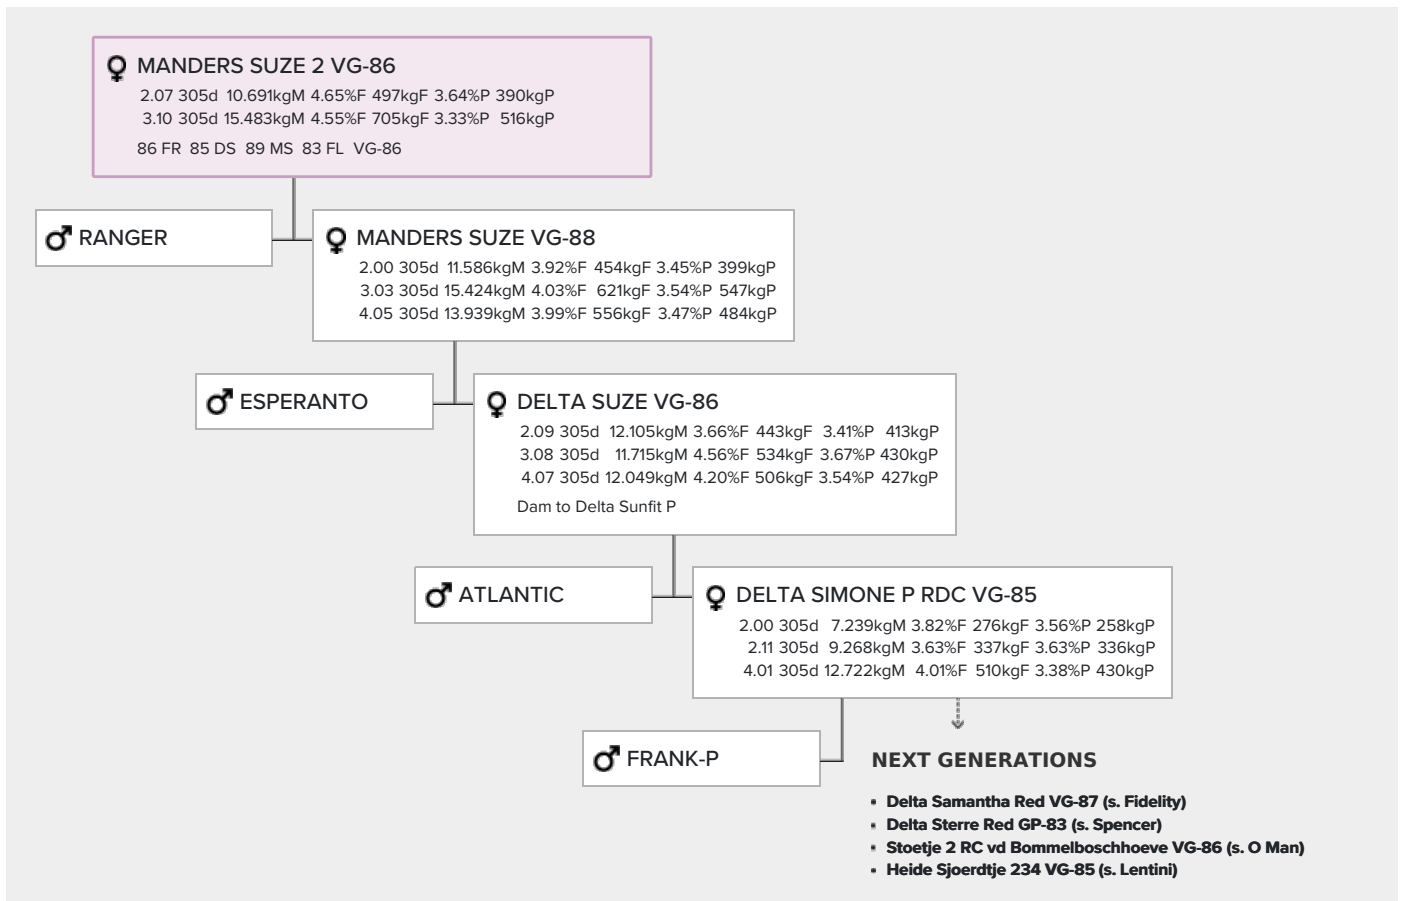 MANDERS SUZE 2 VG-86
2.07 305d 10.691kgM 4.65%F 497kgF 3.64%P 390kgP
3.10 305d 15.483kgM 4.55%F 705kgF 3.33%P 516kgP
86 FR 85 DS 89 MS 83 FL VG-86
RANGER
MANDERS SUZE VG-88
2.00 305d 11.586kgM 3.92%F 454kgF 3.45%P 399kgP
3.03 305d 15.424kgM 4.03%F 621kgF 3.54%P 547kgP
4.05 305d 13.939kgM 3.99%F 556kgF 3.47%P 484kgP
ESPERANTO
DELTA SUZE VG-86
2.09 305d 12.105kgM 3.66%F 443kgF 3.41%P 413kgP
3.08 305d 11.715kgM 4.56%F 534kgF 3.67%P 430kgP
4.07 305d 12.049kgM 4.20%F 506kgF 3.54%P 427kgP
Dam to Delta Sunfit P
ATLANTIC
DELTA SIMONE P RDC VG-85
2.00 305d 7.239kgM 3.82%F 276kgF 3.56%P 258kgP
2.11 305d 9.268kgM 3.63%F 337kgF 3.63%P 336kgP
4.01 305d 12.722kgM 4.01%F 510kgF 3.38%P 430kgP
FRANK-P
NEXT GENERATIONS
• Delta Samantha Red VG-87 (s. Fidelity)
• Delta Sterre Red GP-83 (s. Spencer)
• Stoetje 2 RC vd Bommelboschhoeve VG-86 (s. O Man)
• Heide Sjoerdtje 234 VG-85 (s. Lentini)